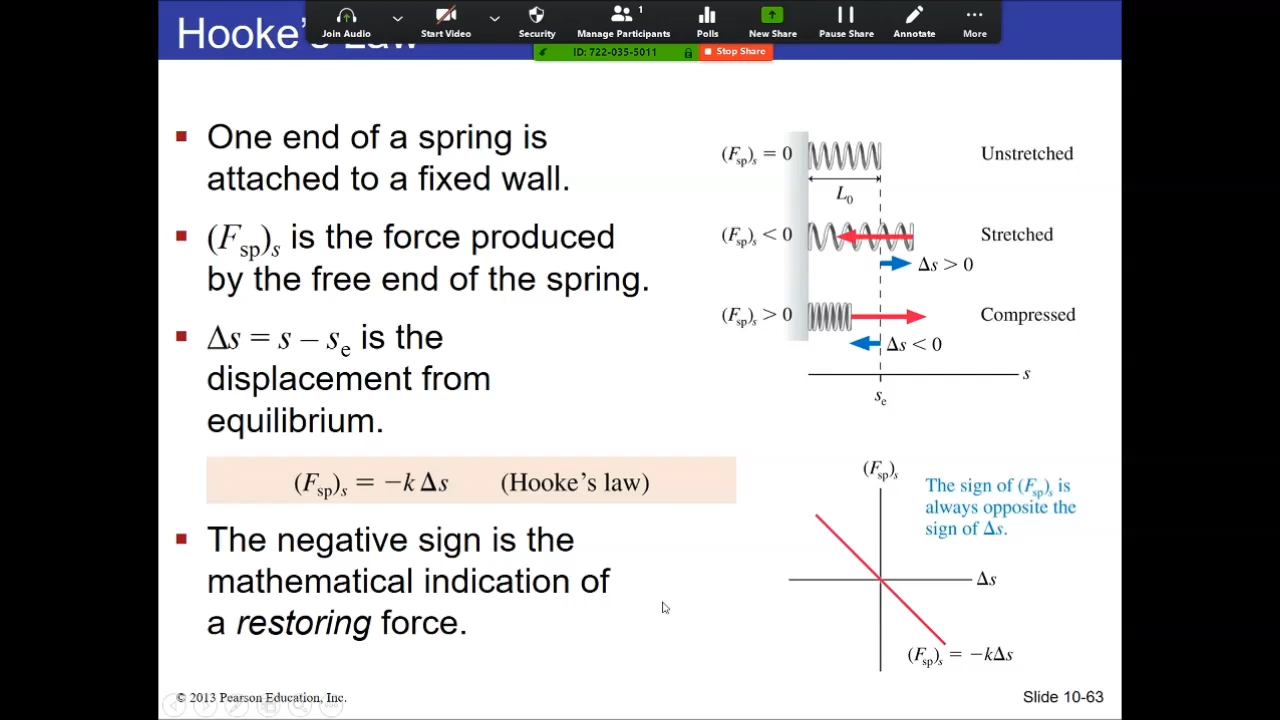 Join Audio
Start Video
Security
Manage Participants
1
Polls
New Share
Pause Share
Annotate
More
ID: 722-035-5011
Stop Share
Hooke's Law
One end of a spring is
attached to a fixed wall.
(Fsp)s is the force produced
by the free end of the spring.
Δs = s – se is the
displacement from
equilibrium.
(Fsp)s = −k Δs (Hooke's law)
The negative sign is the
mathematical indication of
a restoring force.
(Fsp)s = 0
Unstretched
L0
(Fsp)s < 0
Stretched
Δs > 0
(Fsp)s > 0
Compressed
Δs < 0
s
se
(Fsp)s
The sign of (Fsp)s is
always opposite the
sign of Δs.
Δs
(Fsp)s = −kΔs
© 2013 Pearson Education, Inc.
Slide 10-63